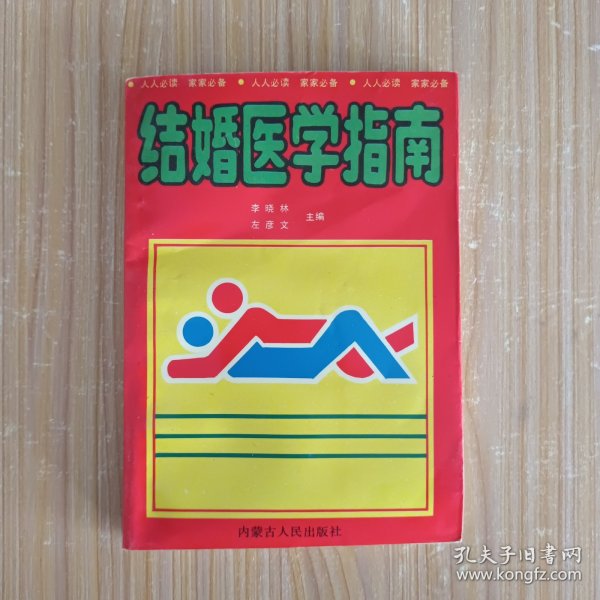 • 人人必读 家家必备 • 人人必读 家家必备 • 人人必读 家家必备
结婚医学指南
李晓林
左彦文
主编
内蒙古人民出版社
孔夫子旧书网
www.kongfz.com